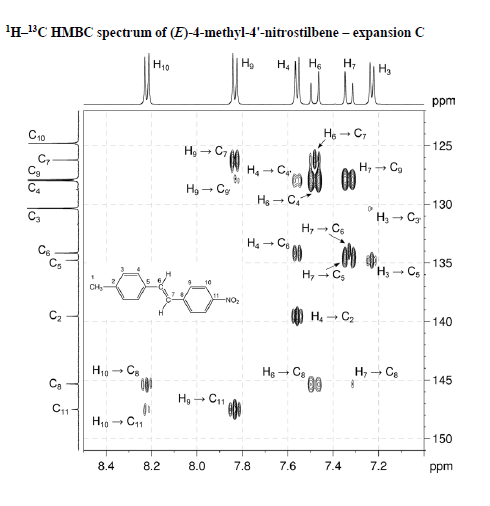 ¹H–¹³C HMBC spectrum of (E)-4-methyl-4'-nitrostilbene – expansion C
H₁₀ H₉ H₄ H₆ H₇ H₃
ppm
C₁₀
C₇
C₉
C₄
C₃
C₆
C₅
C₂
C₈
C₁₁
H₆ → C₇
H₉ → C₇
H₄ → C₄'
H₇ → C₉
H₉ → C₉'
H₆ → C₄
H₃ → C₃'
H₇ → C₆
H₄ → C₆
H₇ → C₅
H₃ → C₅
1 CH₃ 2 3 4 5 6 H 7 C H 8 9 10 11 NO₂
H₄ → C₂
H₁₀ → C₈
H₆ → C₈
H₇ → C₈
H₉ → C₁₁
H₁₀ → C₁₁
125
130
135
140
145
150
8.4 8.2 8.0 7.8 7.6 7.4 7.2 ppm